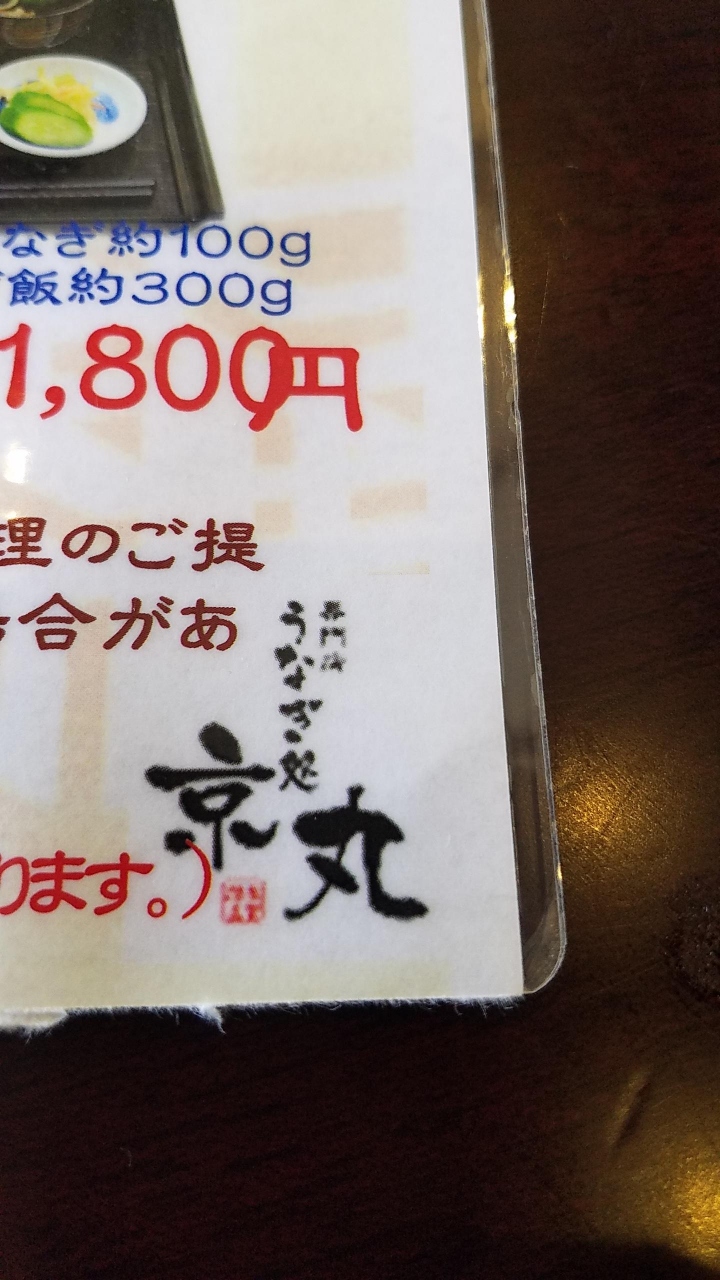 なぎ約100g
飯約300g
1,800円
理のご提
合があ
専門店
うなぎ処
京丸
ります。)